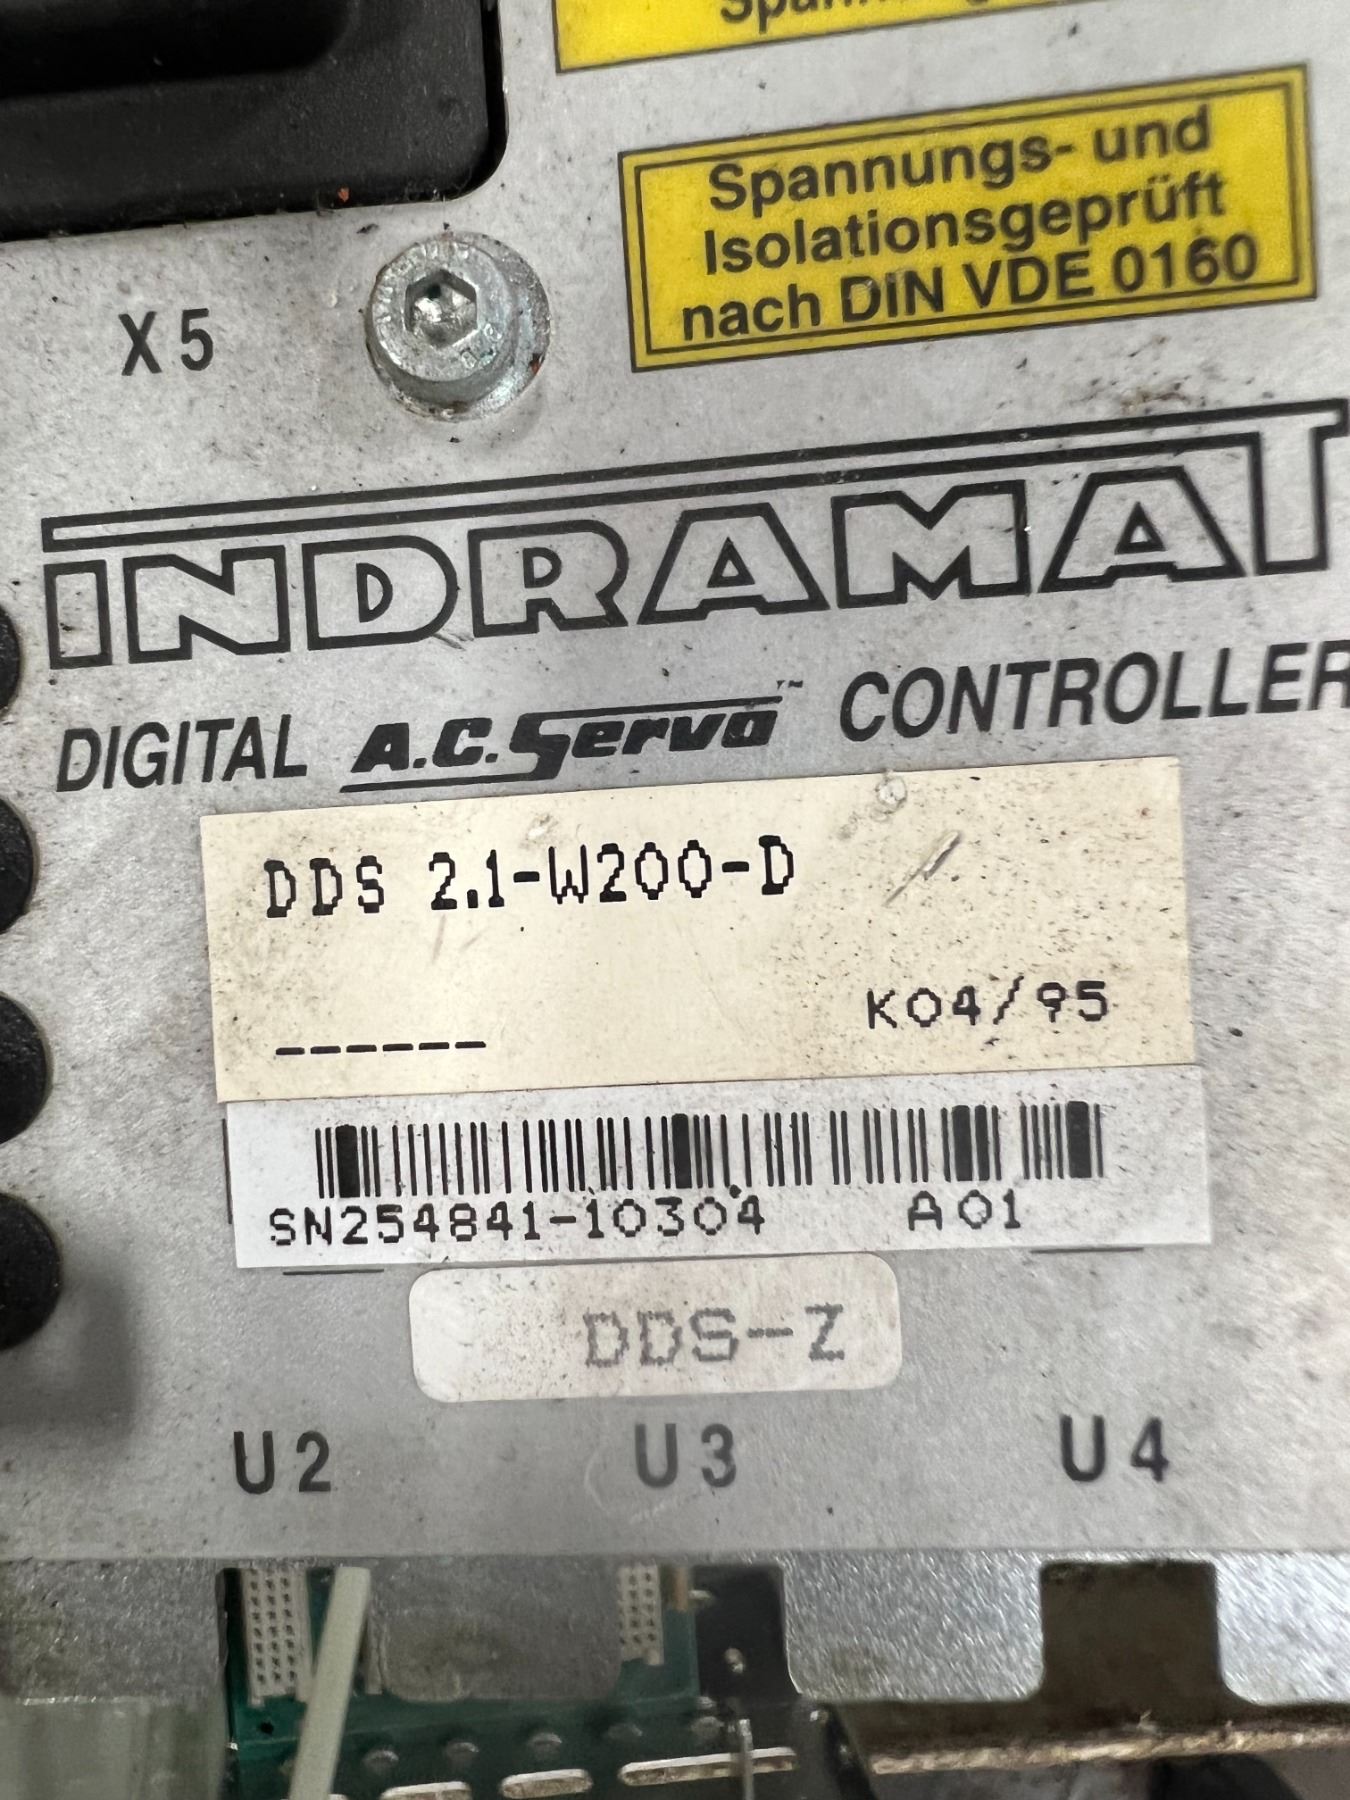 Spannungs- und
Isolationsgeprüft
nach DIN VDE 0160
X5
INDRAMAT
DIGITAL A.C. Servo™ CONTROLLER
DDS 2.1-W200-D
------ K04/95
SN254841-10304 A01
DDS-Z
U2 U3 U4